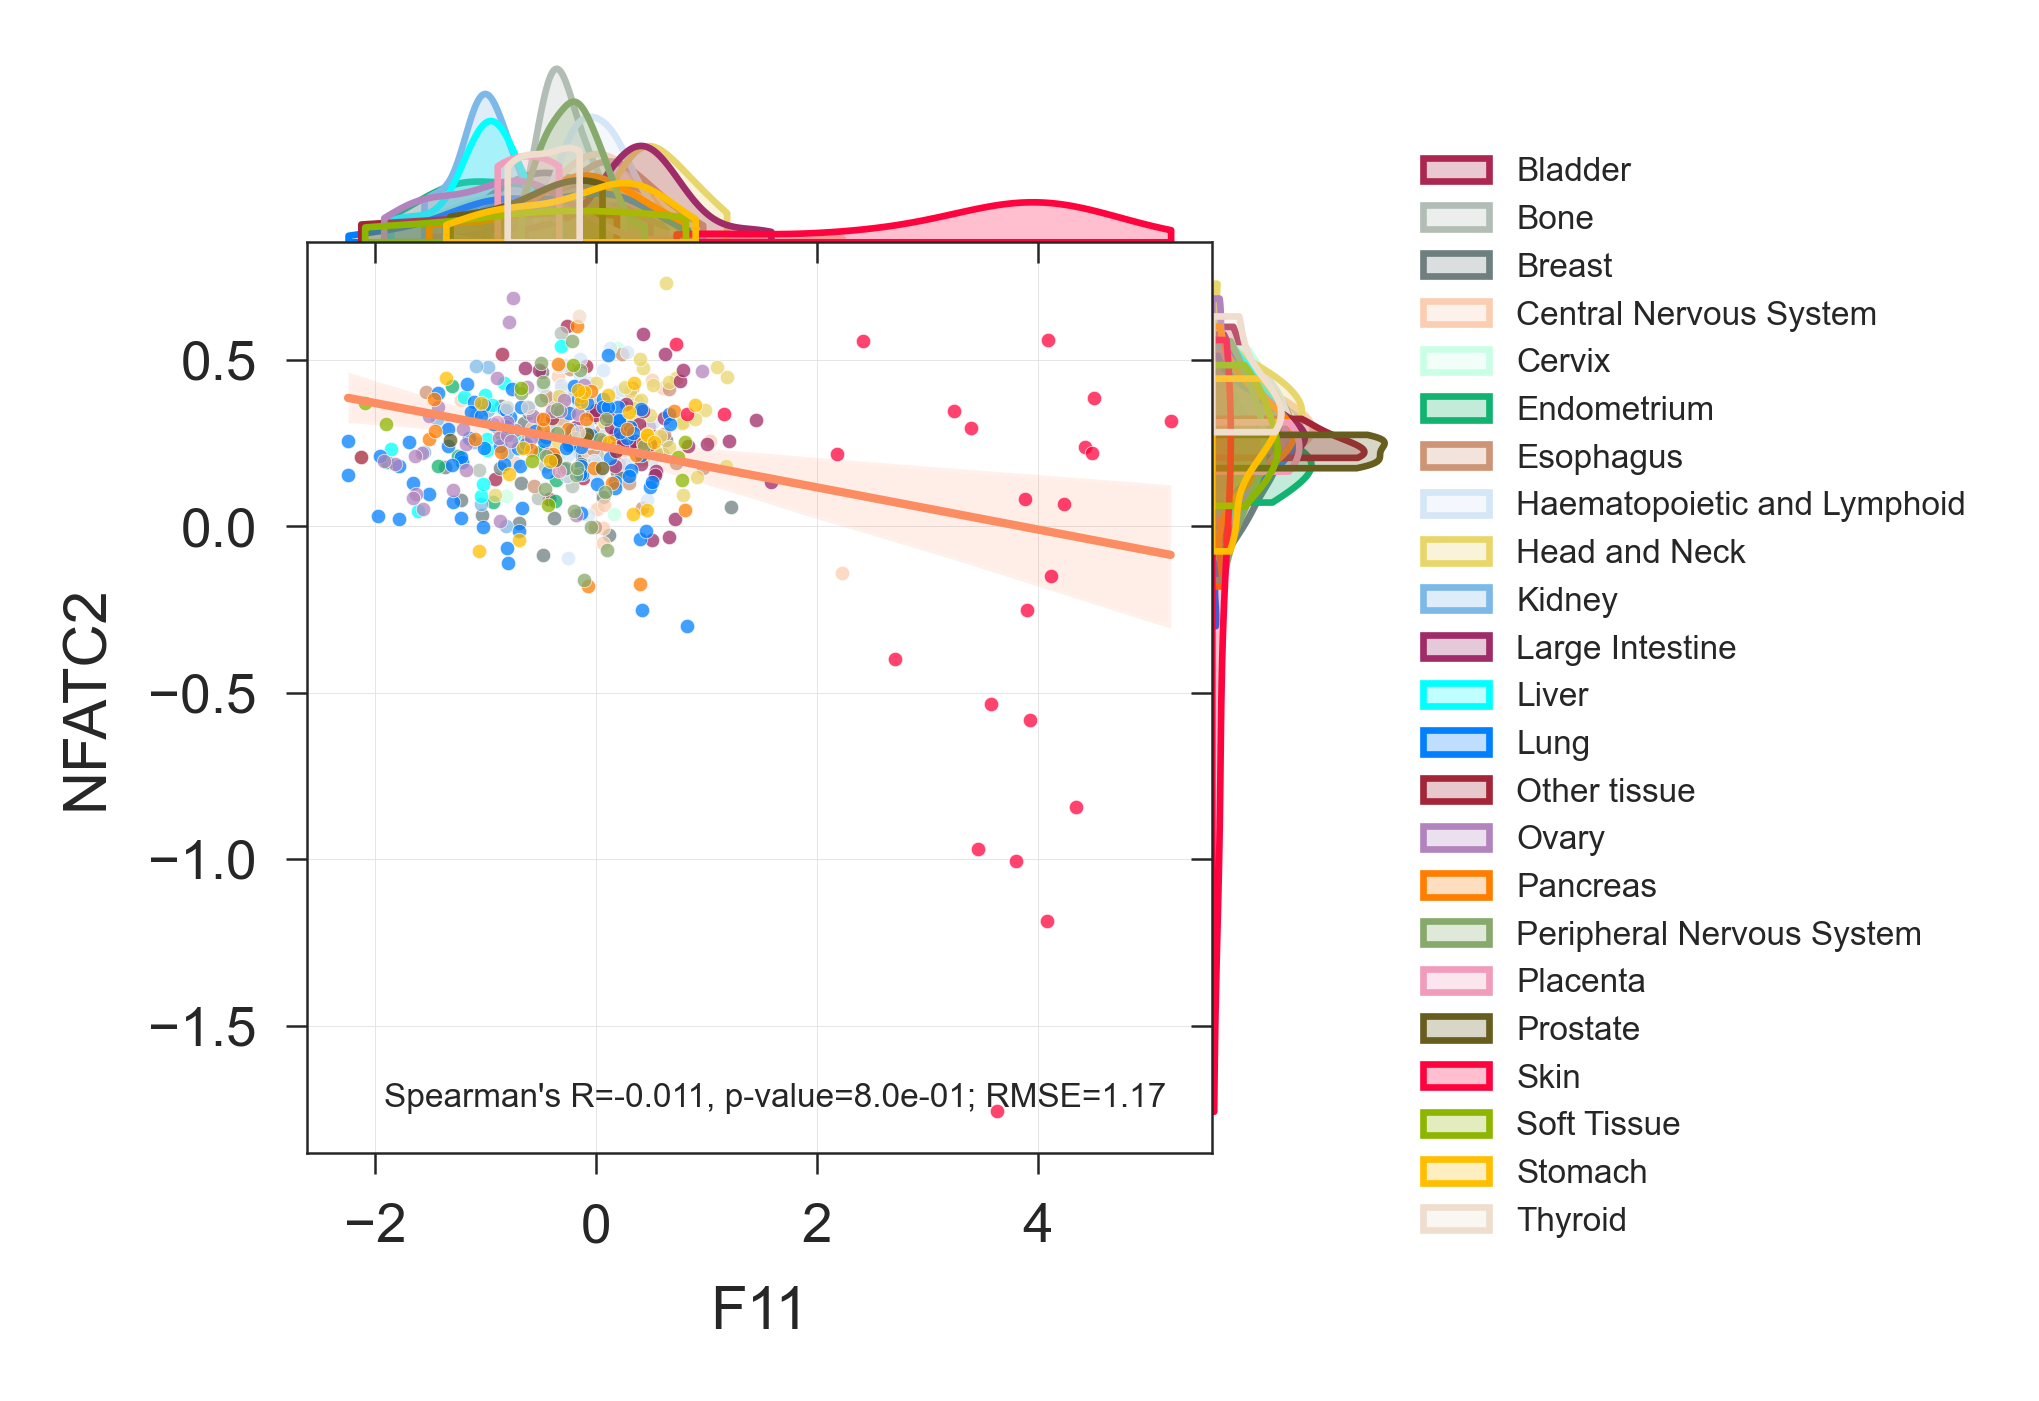 Bladder
Bone
Breast
Central Nervous System
Cervix
Endometrium
Esophagus
Haematopoietic and Lymphoid
Head and Neck
Kidney
Large Intestine
Liver
Lung
Other tissue
Ovary
Pancreas
Peripheral Nervous System
Placenta
Prostate
Skin
Soft Tissue
Stomach
Thyroid
NFATC2
0.5
0.0
−0.5
−1.0
−1.5
Spearman's R=-0.011, p-value=8.0e-01; RMSE=1.17
−2 0 2 4
F11